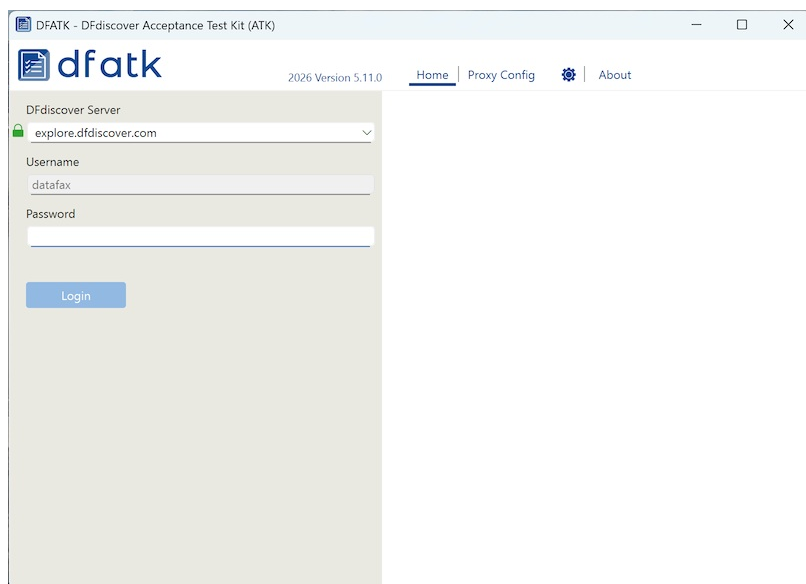 DFATK - DFdiscover Acceptance Test Kit (ATK)
dfatk
2026 Version 5.11.0
Home
Proxy Config
About
DFdiscover Server
explore.dfdiscover.com
Username
datafax
Password
Login